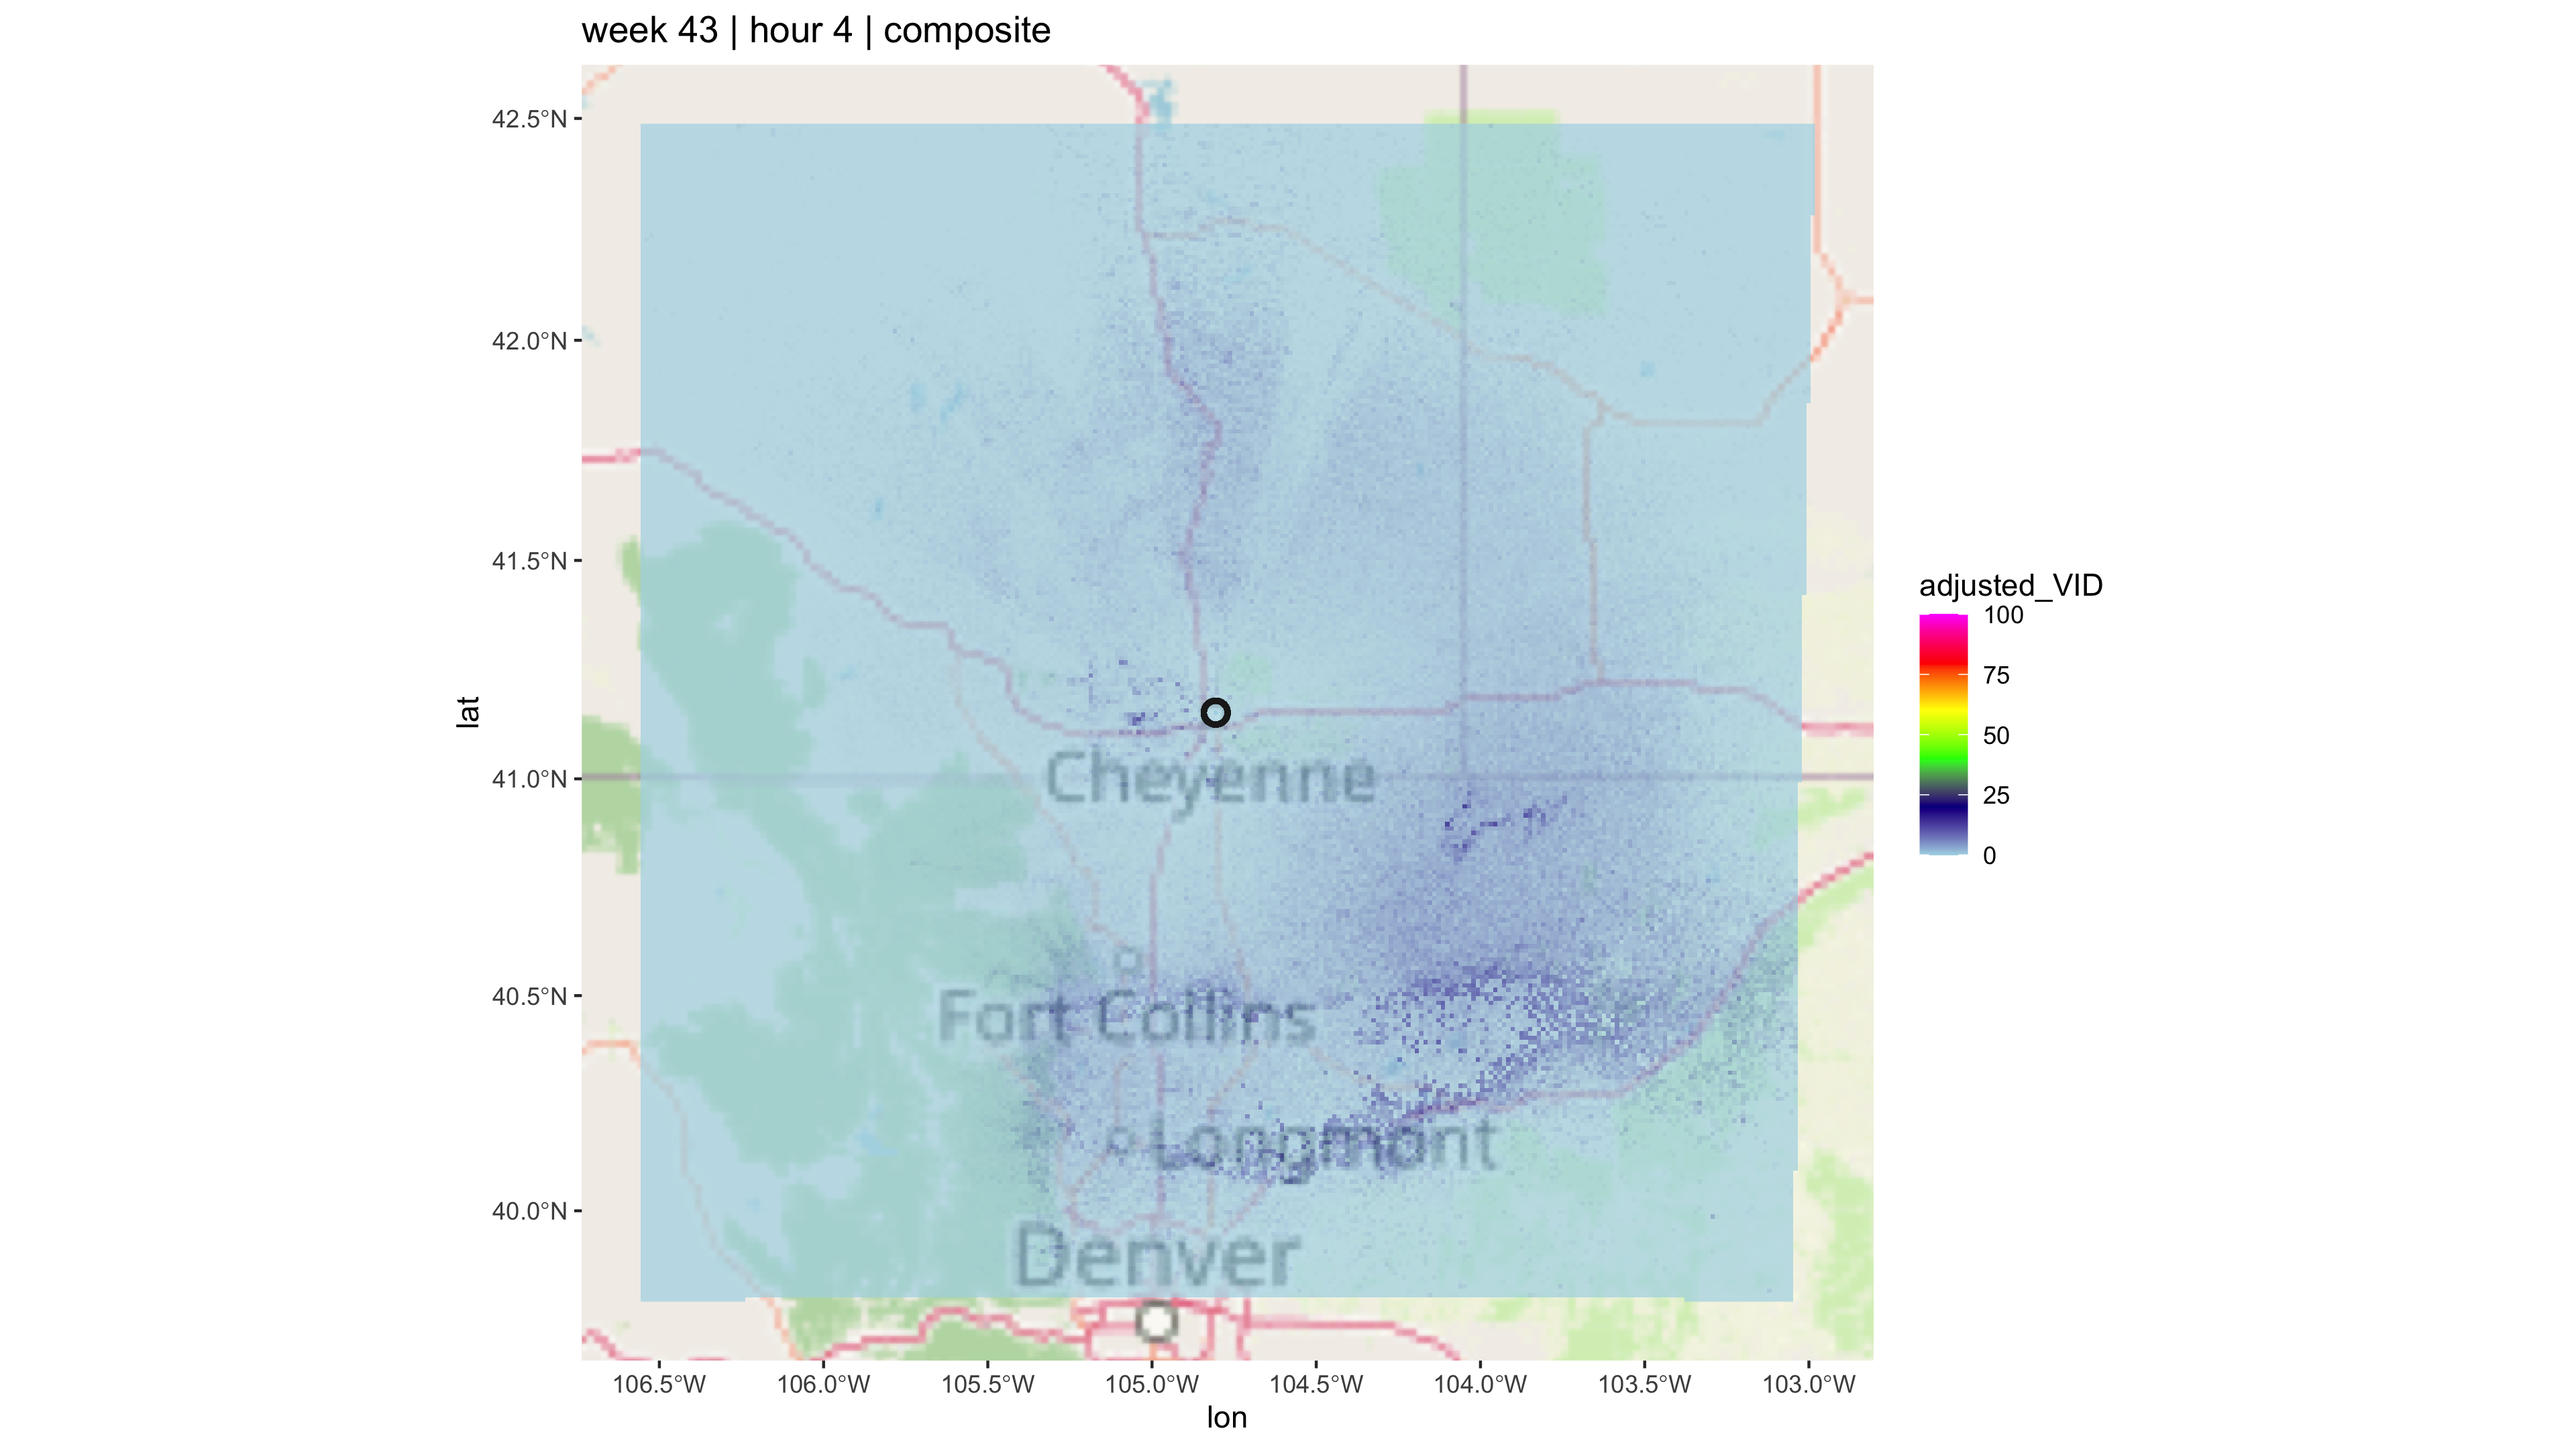 week 43 | hour 4 | composite
42.5°N
42.0°N
41.5°N
41.0°N
40.5°N
40.0°N
lat
Cheyenne
Fort Collins
Longmont
Denver
106.5°W 106.0°W 105.5°W 105.0°W 104.5°W 104.0°W 103.5°W 103.0°W
lon
adjusted_VID
100
75
50
25
0